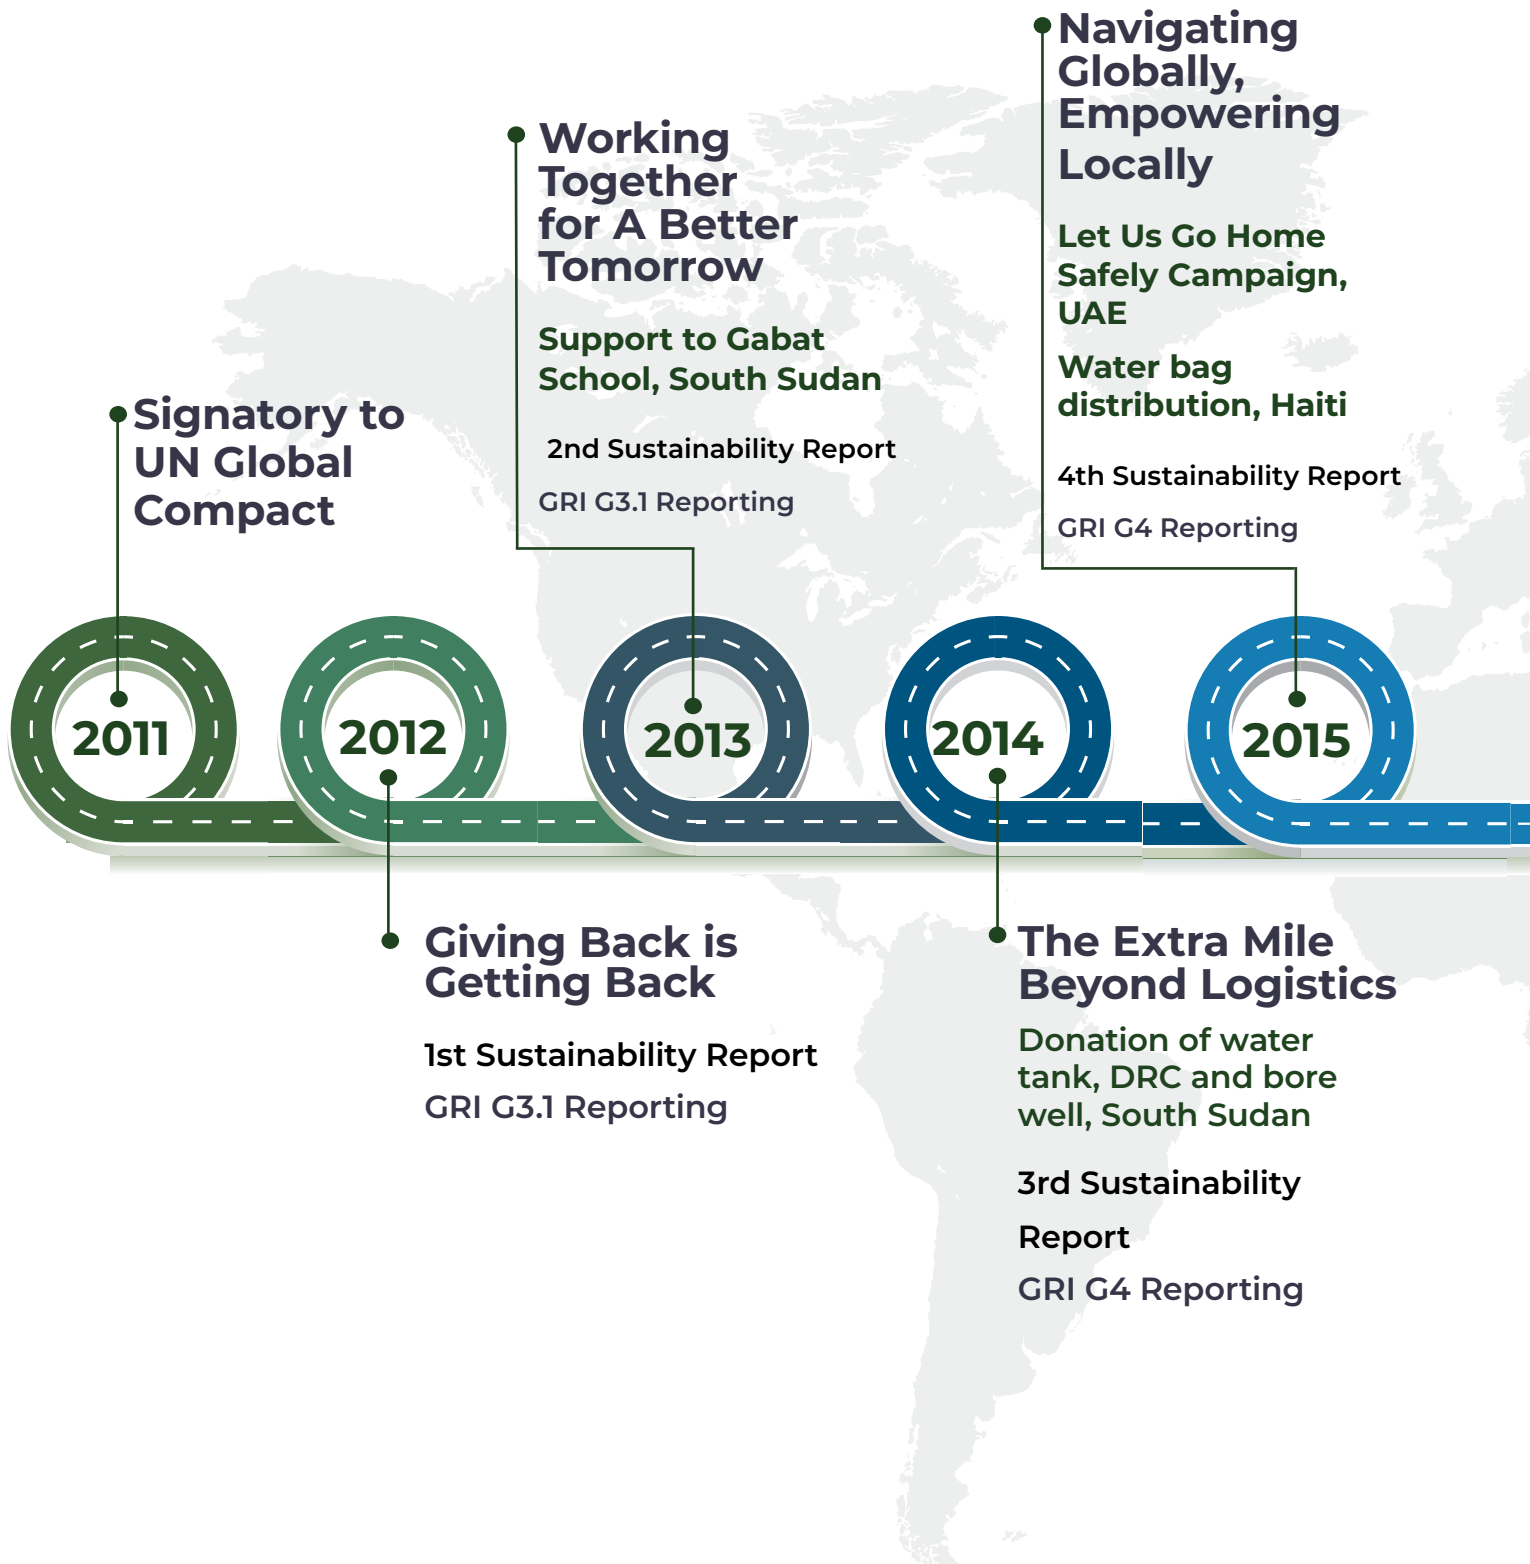 Signatory to
UN Global
Compact
2011
2012
Giving Back is
Getting Back
1st Sustainability Report
GRI G3.1 Reporting
Working
Together
for A Better
Tomorrow
Support to Gabat
School, South Sudan
2nd Sustainability Report
GRI G3.1 Reporting
2013
2014
The Extra Mile
Beyond Logistics
Donation of water
tank, DRC and bore
well, South Sudan
3rd Sustainability
Report
GRI G4 Reporting
Navigating
Globally,
Empowering
Locally
Let Us Go Home
Safely Campaign,
UAE
Water bag
distribution, Haiti
4th Sustainability Report
GRI G4 Reporting
2015